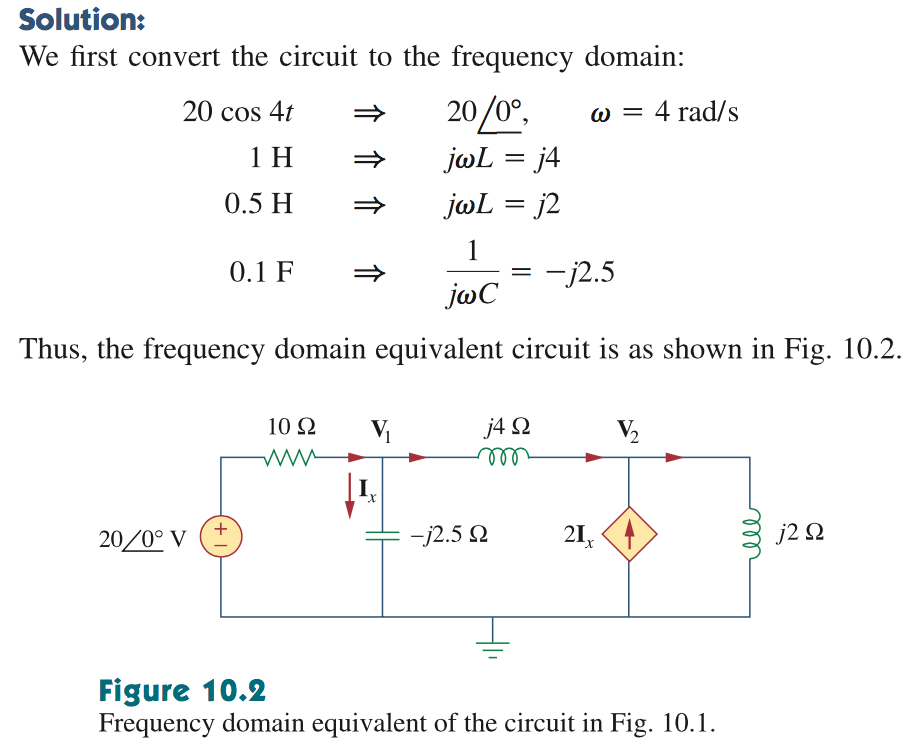 Solution:
We first convert the circuit to the frequency domain:
20 cos 4t ⇒ 20∠0°, ω = 4 rad/s
1 H ⇒ jωL = j4
0.5 H ⇒ jωL = j2
0.1 F ⇒ 1/jωC = −j2.5
Thus, the frequency domain equivalent circuit is as shown in Fig. 10.2.
10 Ω V₁ j4 Ω V₂
Iₓ
20∠0° V + − −j2.5 Ω 2Iₓ j2 Ω
Figure 10.2
Frequency domain equivalent of the circuit in Fig. 10.1.